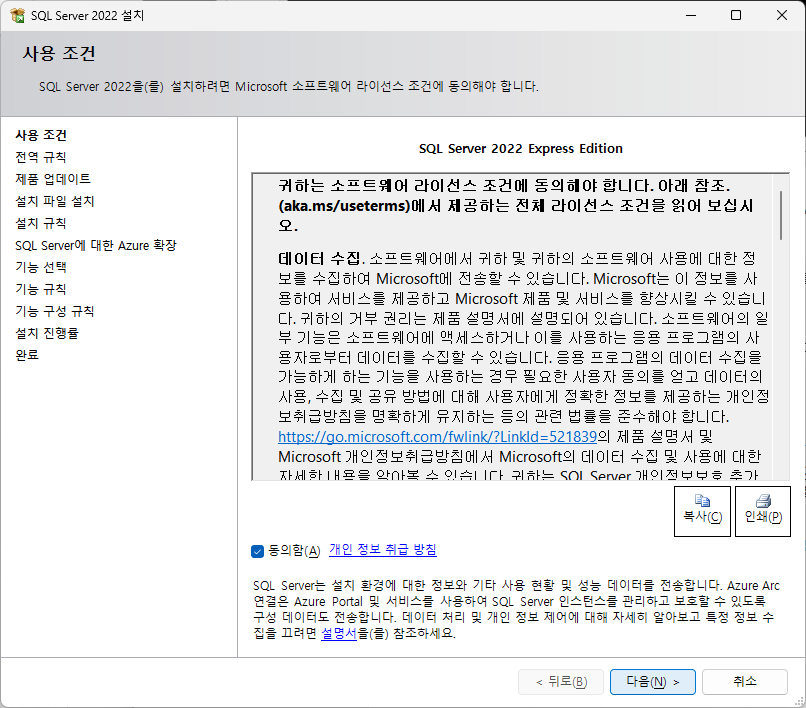 SQL Server 2022 설치
사용 조건
SQL Server 2022을(를) 설치하려면 Microsoft 소프트웨어 라이선스 조건에 동의해야 합니다.
사용 조건
전역 규칙
제품 업데이트
설치 파일 설치
설치 규칙
SQL Server에 대한 Azure 확장
기능 선택
기능 규칙
기능 구성 규칙
설치 진행률
완료
SQL Server 2022 Express Edition
귀하는 소프트웨어 라이선스 조건에 동의해야 합니다. 아래 참조.
(aka.ms/useterms)에서 제공하는 전체 라이선스 조건을 읽어 보십시
오.
데이터 수집. 소프트웨어에서 귀하 및 귀하의 소프트웨어 사용에 대한 정
보를 수집하여 Microsoft에 전송할 수 있습니다. Microsoft는 이 정보를 사
용하여 서비스를 제공하고 Microsoft 제품 및 서비스를 향상시킬 수 있습니
다. 귀하의 거부 권리는 제품 설명서에 설명되어 있습니다. 소프트웨어의 일
부 기능은 소프트웨어에 액세스하거나 이를 사용하는 응용 프로그램의 사
용자로부터 데이터를 수집할 수 있습니다. 응용 프로그램의 데이터 수집을
가능하게 하는 기능을 사용하는 경우 필요한 사용자 동의를 얻고 데이터의
사용, 수집 및 공유 방법에 대해 사용자에게 정확한 정보를 제공하는 개인정
보취급방침을 명확하게 유지하는 등의 관련 법률을 준수해야 합니다.
https://go.microsoft.com/fwlink/?LinkId=521839의 제품 설명서 및
Microsoft 개인정보취급방침에서 Microsoft의 데이터 수집 및 사용에 대한
자세한 내용을 알아볼 수 있습니다. 귀하는 SQL Server 개인정보보호 추가
복사(C)
인쇄(P)
동의함(A) 개인 정보 취급 방침
SQL Server는 설치 환경에 대한 정보와 기타 사용 현황 및 성능 데이터를 전송합니다. Azure Arc
연결은 Azure Portal 및 서비스를 사용하여 SQL Server 인스턴스를 관리하고 보호할 수 있도록
구성 데이터도 전송합니다. 데이터 처리 및 개인 정보 제어에 대해 자세히 알아보고 특정 정보 수
집을 끄려면 설명서을(를) 참조하세요.
< 뒤로(B)
다음(N) >
취소